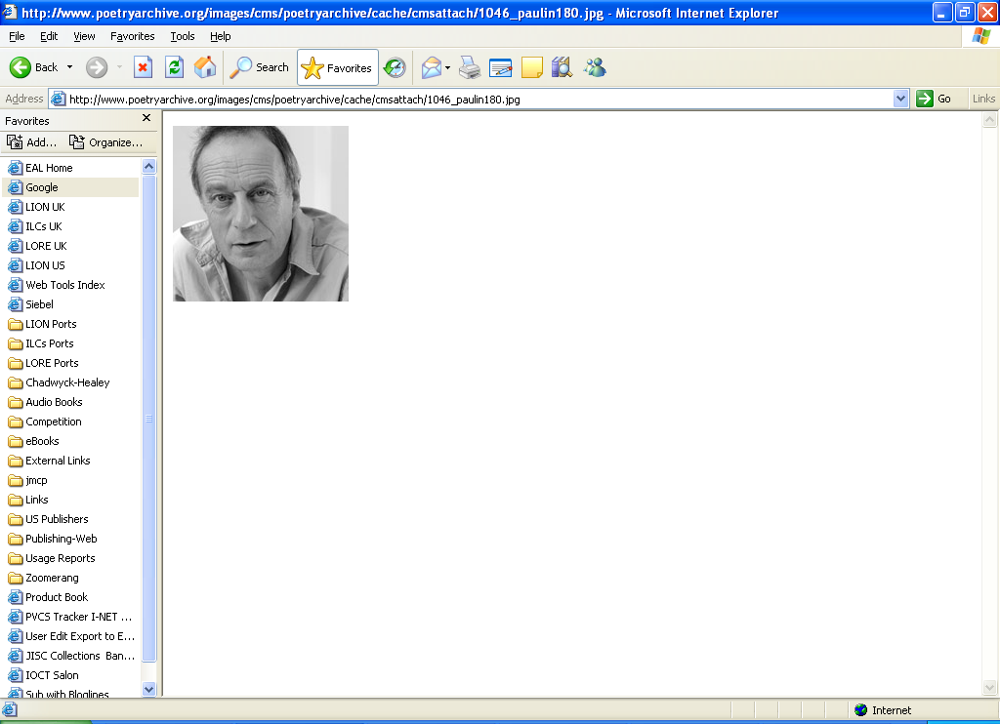 http://www.poetryarchive.org/images/cms/poetryarchive/cache/cmsattach/1046_paulin180.jpg - Microsoft Internet Explorer
File Edit View Favorites Tools Help
Back Search Favorites
Address http://www.poetryarchive.org/images/cms/poetryarchive/cache/cmsattach/1046_paulin180.jpg Go Links
Favorites
Add... Organize...
EAL Home
Google
LION UK
ILCs UK
LORE UK
LION US
Web Tools Index
Siebel
LION Ports
ILCs Ports
LORE Ports
Chadwyck-Healey
Audio Books
Competition
eBooks
External Links
jmcp
Links
US Publishers
Publishing-Web
Usage Reports
Zoomerang
Product Book
PVCS Tracker I-NET ...
User Edit Export to E...
JISC Collections Ban...
IOCT Salon
Sub with Bloglines
Internet